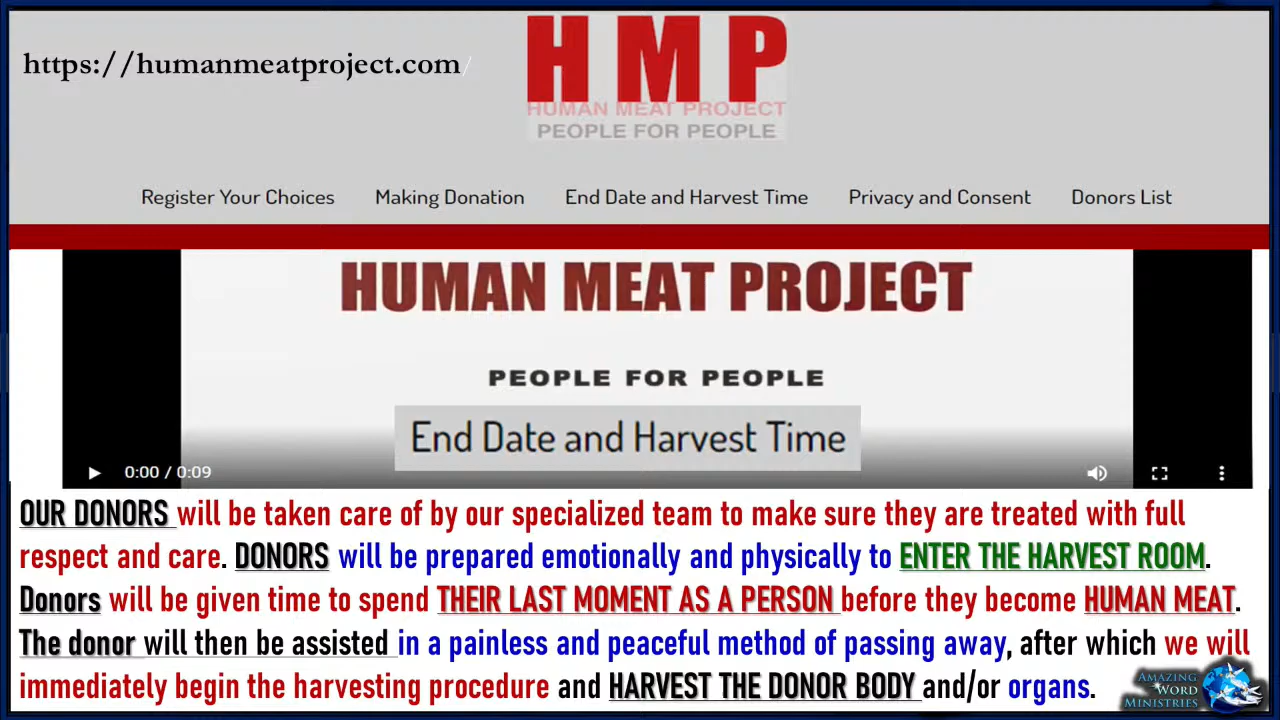 https://humanmeatproject.com/
HMP
HUMAN MEAT PROJECT
PEOPLE FOR PEOPLE
Register Your Choices Making Donation End Date and Harvest Time Privacy and Consent Donors List
HUMAN MEAT PROJECT
PEOPLE FOR PEOPLE
End Date and Harvest Time
0:00 / 0:09
OUR DONORS will be taken care of by our specialized team to make sure they are treated with full
respect and care. DONORS will be prepared emotionally and physically to ENTER THE HARVEST ROOM.
Donors will be given time to spend THEIR LAST MOMENT AS A PERSON before they become HUMAN MEAT.
The donor will then be assisted in a painless and peaceful method of passing away, after which we will
immediately begin the harvesting procedure and HARVEST THE DONOR BODY and/or organs.
AMAZING
WORD
MINISTRIES